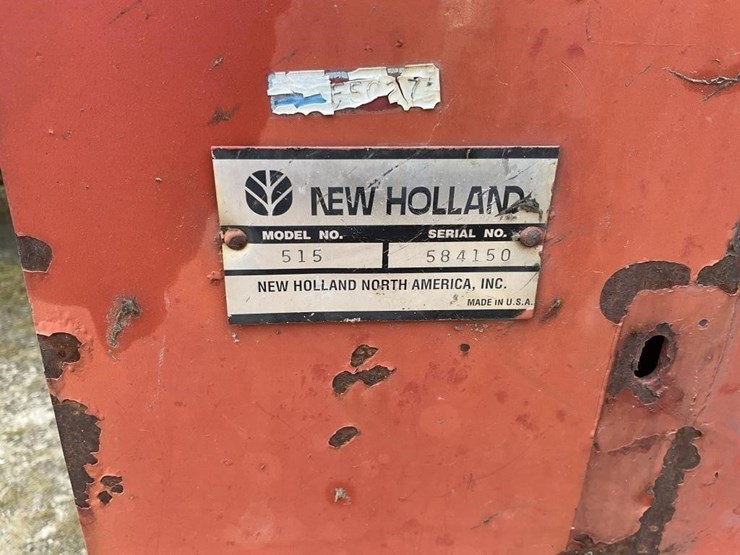 NEW HOLLAND
MODEL NO. SERIAL NO.
515 584150
NEW HOLLAND NORTH AMERICA, INC.
MADE IN U.S.A.